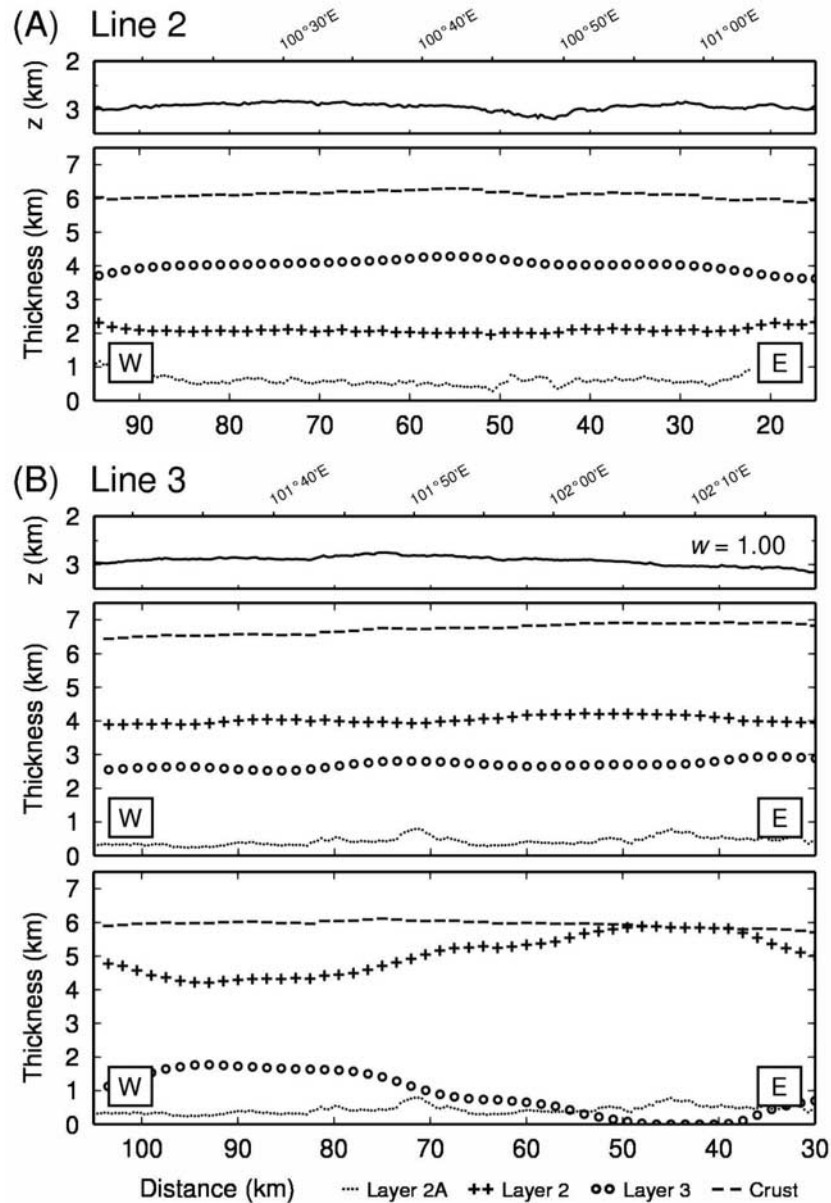 (A) Line 2
100°30'E 100°40'E 100°50'E 101°00'E
z (km)
2
3
Thickness (km)
7
6
5
4
3
2
1
0
W E
90 80 70 60 50 40 30 20
(B) Line 3
101°40'E 101°50'E 102°00'E 102°10'E
z (km)
2
3
w = 1.00
Thickness (km)
7
6
5
4
3
2
1
0
W E
Thickness (km)
7
6
5
4
3
2
1
0
W E
100 90 80 70 60 50 40 30
Distance (km) Layer 2A Layer 2 Layer 3 Crust